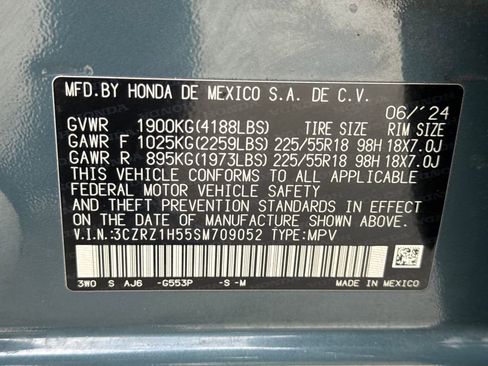 MFD.BY HONDA DE MEXICO S.A. DE C.V.
06/'24
GVWR 1900KG(4188LBS) TIRE SIZE RIM SIZE
GAWR F 1025KG(2259LBS) 225/55R18 98H 18X7.0J
GAWR R 895KG(1973LBS) 225/55R18 98H 18X7.0J
THIS VEHICLE CONFORMS TO ALL APPLICABLE
FEDERAL MOTOR VEHICLE SAFETY
AND THEFT PREVENTION STANDARDS
IN EFFECT ON THE
DATE OF MANUFACTURE SHOWN ABOVE.
V.I.N.:3CZRZ1H55SM709052 TYPE:MPV
3W0 S AJ6 -G553P -S-M MADE IN MEXICO